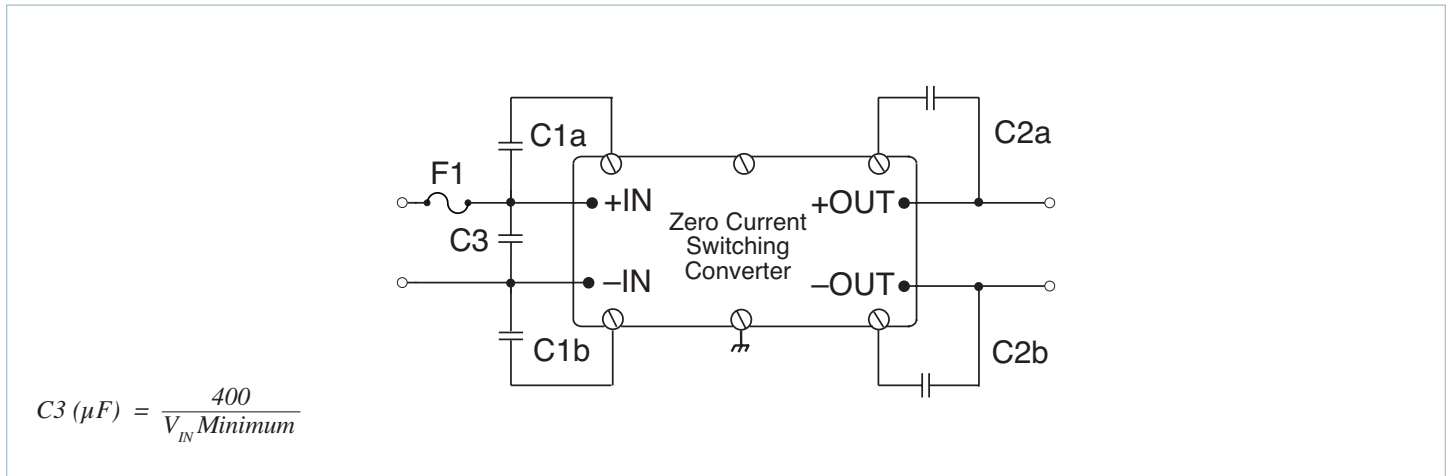 C1a
C2a
F1
+IN
+OUT
Zero Current
Switching
Converter
C3
–IN
–OUT
C1b
C2b
C3 (µF) = 400 / V_IN Minimum